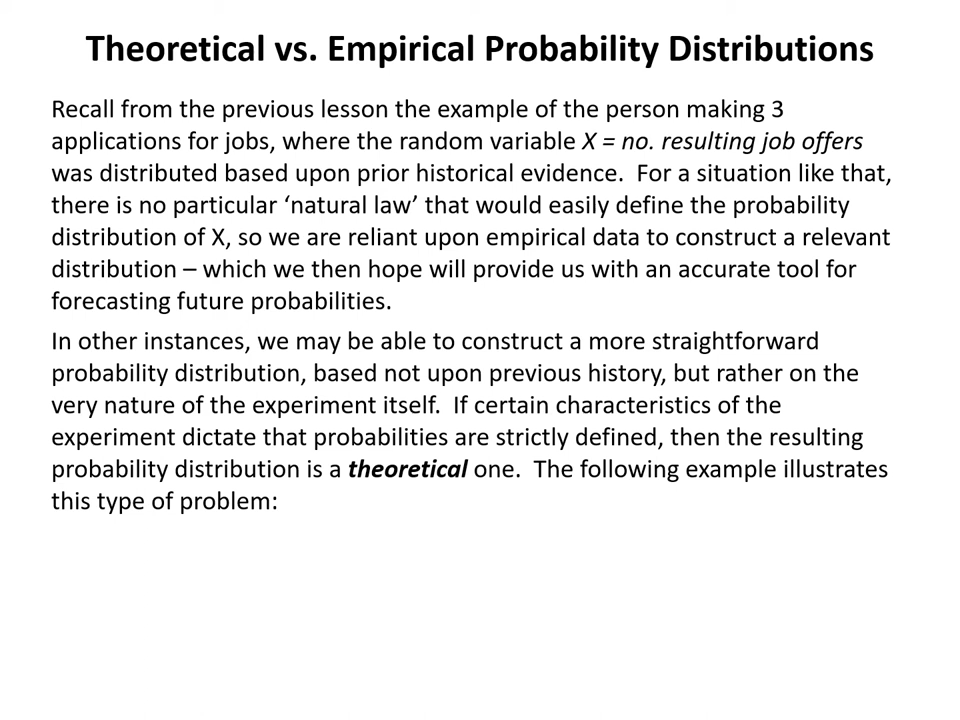 Theoretical vs. Empirical Probability Distributions
Recall from the previous lesson the example of the person making 3
applications for jobs, where the random variable X = no. resulting job offers
was distributed based upon prior historical evidence.  For a situation like that,
there is no particular ‘natural law’ that would easily define the probability
distribution of X, so we are reliant upon empirical data to construct a relevant
distribution – which we then hope will provide us with an accurate tool for
forecasting future probabilities.
In other instances, we may be able to construct a more straightforward
probability distribution, based not upon previous history, but rather on the
very nature of the experiment itself.  If certain characteristics of the
experiment dictate that probabilities are strictly defined, then the resulting
probability distribution is a theoretical one.  The following example illustrates
this type of problem: